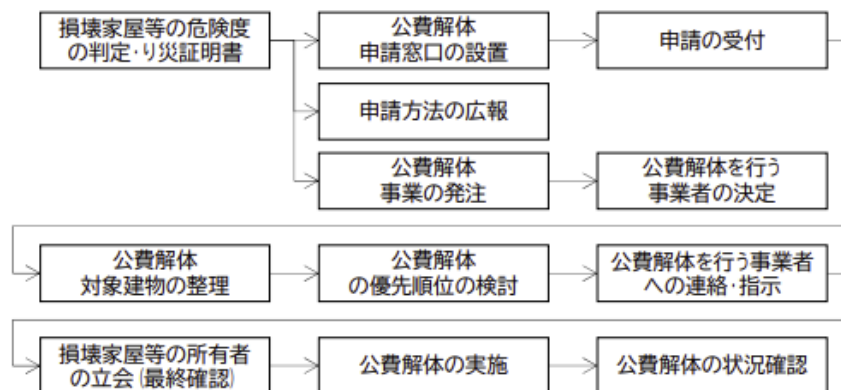 損壊家屋等の危険度
の判定・り災証明書
公費解体
申請窓口の設置
申請の受付
申請方法の広報
公費解体
事業の発注
公費解体を行う
事業者の決定
公費解体
対象建物の整理
公費解体
の優先順位の検討
公費解体を行う事業者
への連絡・指示
損壊家屋等の所有者
の立会(最終確認)
公費解体の実施
公費解体の状況確認